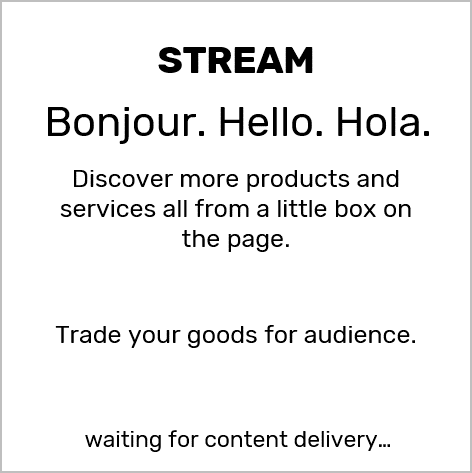 STREAM
Bonjour. Hello. Hola.
Discover more products and
services all from a little box on
the page.
Trade your goods for audience.
waiting for content delivery…